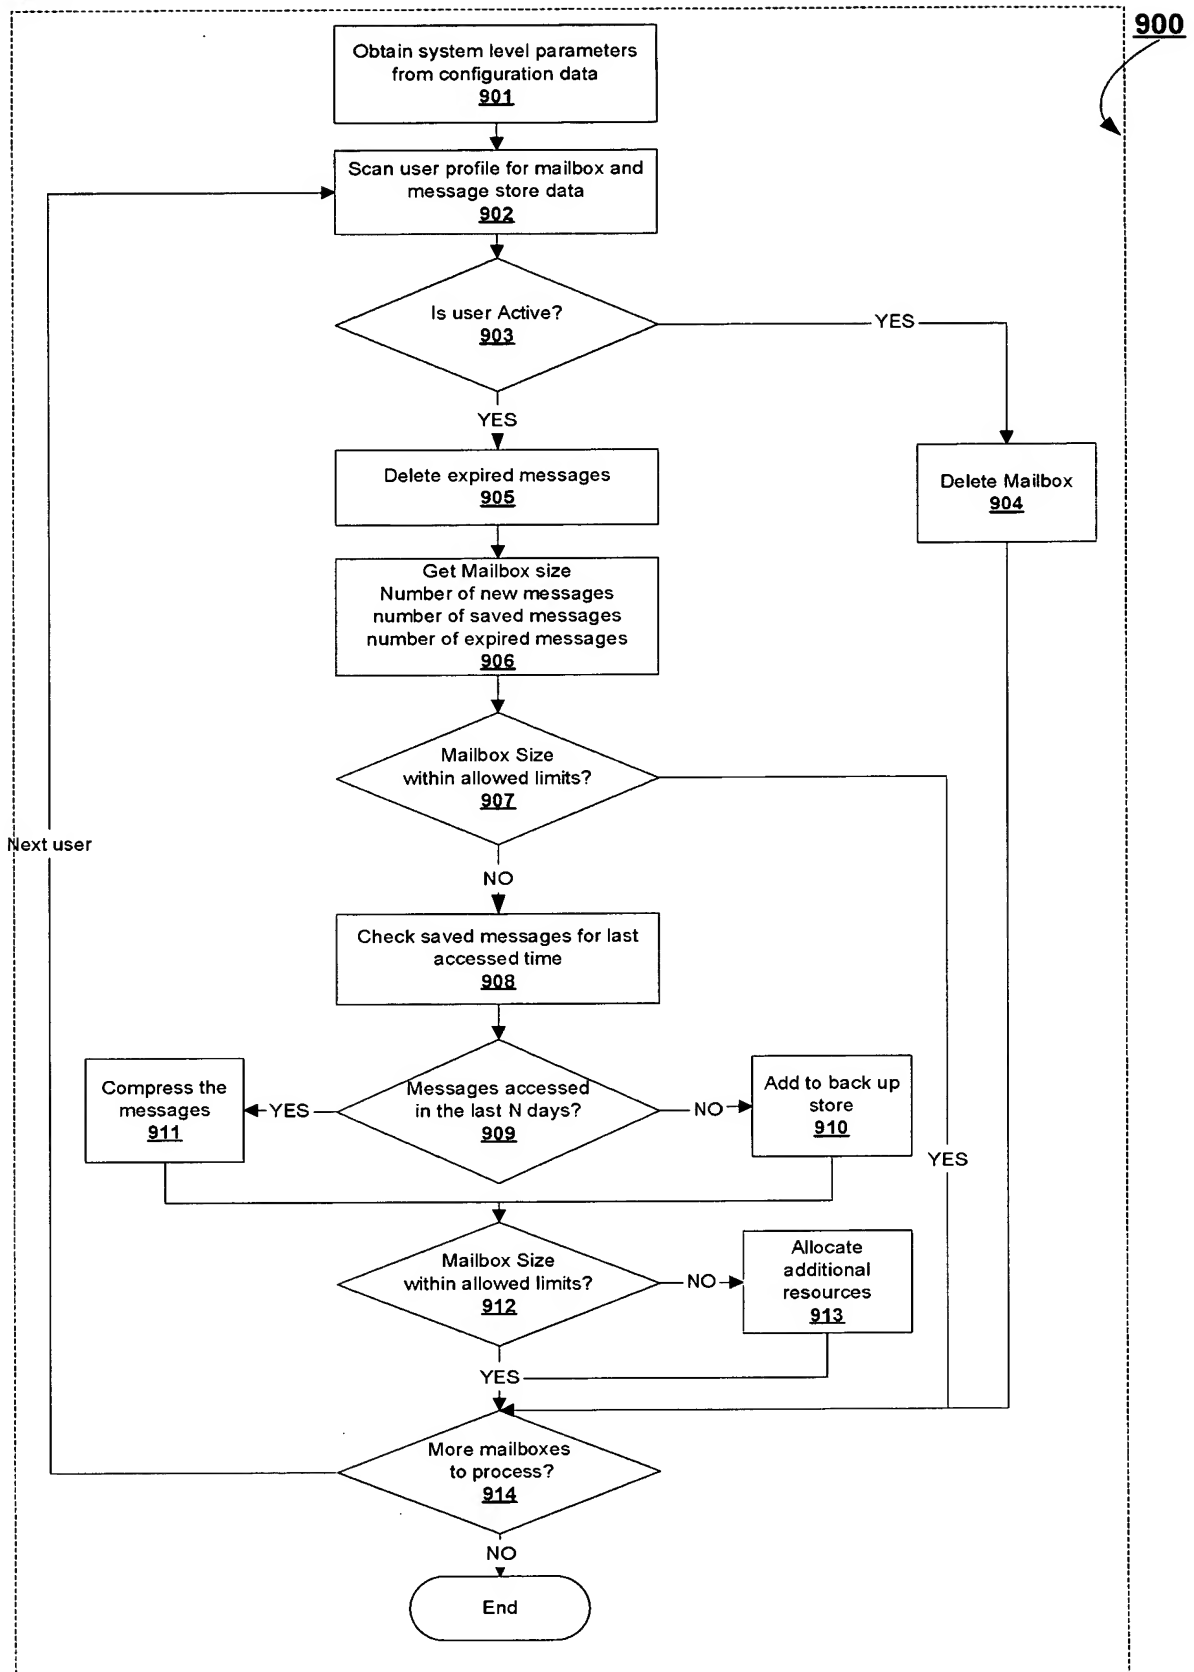 900
Obtain system level parameters
from configuration data
901
Scan user profile for mailbox and
message store data
902
Is user Active?
903
YES
YES
Delete expired messages
905
Delete Mailbox
904
Get Mailbox size
Number of new messages
number of saved messages
number of expired messages
906
Mailbox Size
within allowed limits?
907
Next user
NO
Check saved messages for last
accessed time
908
Compress the
messages
911
YES
Messages accessed
in the last N days?
909
NO
Add to back up
store
910
YES
Mailbox Size
within allowed limits?
912
NO
Allocate
additional
resources
913
YES
More mailboxes
to process?
914
NO
End